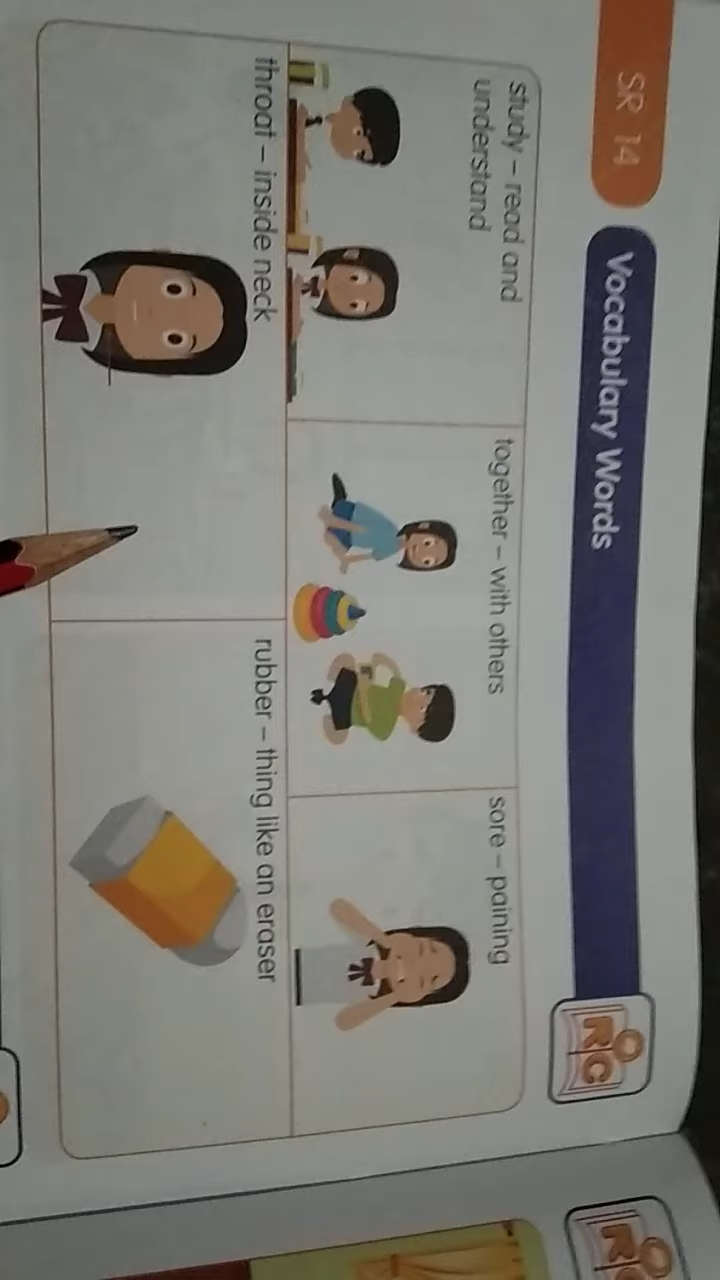 SR 14
Vocabulary Words
RC
study – read and
understand
together – with others
sore – paining
throat – inside neck
rubber – thing like an eraser